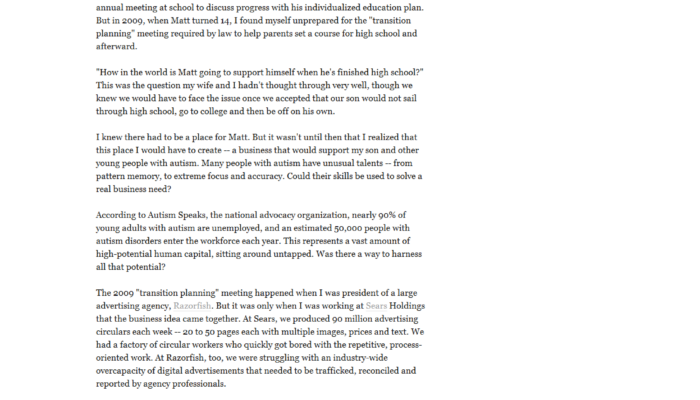 annual meeting at school to discuss progress with his individualized education plan.
But in 2009, when Matt turned 14, I found myself unprepared for the "transition
planning" meeting required by law to help parents set a course for high school and
afterward.
"How in the world is Matt going to support himself when he's finished high school?"
This was the question my wife and I hadn't thought through very well, though we
knew we would have to face the issue once we accepted that our son would not sail
through high school, go to college and then be off on his own.
I knew there had to be a place for Matt. But it wasn't until then that I realized that
this place I would have to create -- a business that would support my son and other
young people with autism. Many people with autism have unusual talents -- from
pattern memory, to extreme focus and accuracy. Could their skills be used to solve a
real business need?
According to Autism Speaks, the national advocacy organization, nearly 90% of
young adults with autism are unemployed, and an estimated 50,000 people with
autism disorders enter the workforce each year. This represents a vast amount of
high-potential human capital, sitting around untapped. Was there a way to harness
all that potential?
The 2009 "transition planning" meeting happened when I was president of a large
advertising agency, Razorfish. But it was only when I was working at Sears Holdings
that the business idea came together. At Sears, we produced 90 million advertising
circulars each week -- 20 to 50 pages each with multiple images, prices and text. We
had a factory of circular workers who quickly got bored with the repetitive, process-
oriented work. At Razorfish, too, we were struggling with an industry-wide
overcapacity of digital advertisements that needed to be trafficked, reconciled and
reported by agency professionals.